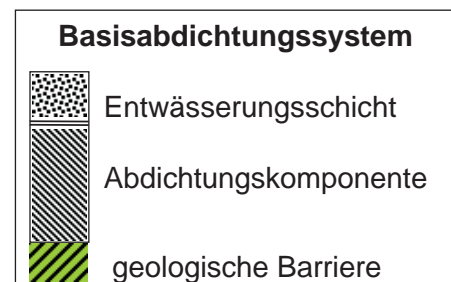 Basisabdichtungssystem
Entwässerungsschicht
Abdichtungskomponente
geologische Barriere